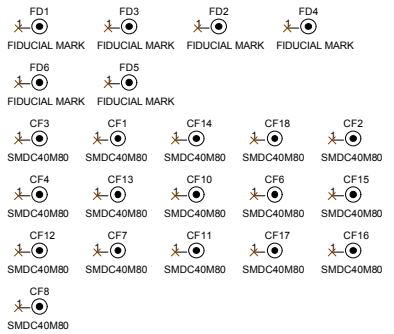 FD1 FD3 FD2 FD4
1 1 1 1
FIDUCIAL MARK FIDUCIAL MARK FIDUCIAL MARK FIDUCIAL MARK
FD6 FD5
1 1
FIDUCIAL MARK FIDUCIAL MARK
CF3 CF1 CF14 CF18 CF2
1 1 1 1 1
SMDC40M80 SMDC40M80 SMDC40M80 SMDC40M80 SMDC40M80
CF4 CF13 CF10 CF6 CF15
1 1 1 1 1
SMDC40M80 SMDC40M80 SMDC40M80 SMDC40M80 SMDC40M80
CF12 CF7 CF11 CF17 CF16
1 1 1 1 1
SMDC40M80 SMDC40M80 SMDC40M80 SMDC40M80 SMDC40M80
CF8
1
SMDC40M80